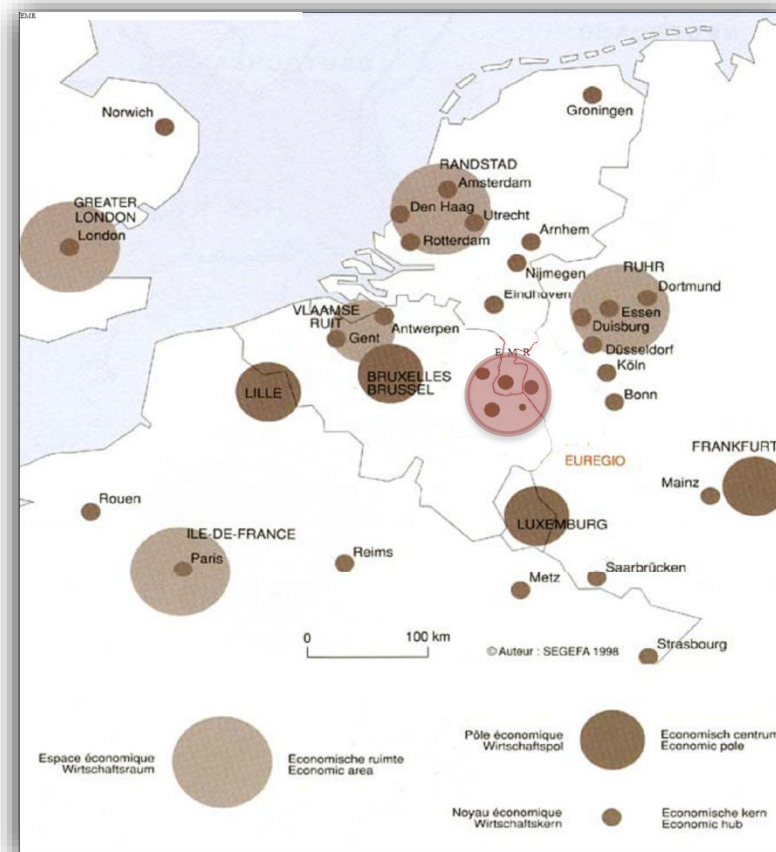 EMR
Norwich
Groningen
RANDSTAD
Amsterdam
GREATER
LONDON
London
Den Haag
Utrecht
Rotterdam
Arnhem
Nijmegen
RUHR
Dortmund
Essen
Duisburg
Eindhoven
VLAAMSE
RUIT
Gent
Antwerpen
Düsseldorf
E M R
Köln
BRUXELLES
BRUSSEL
LILLE
Bonn
EUREGIO
FRANKFURT
Mainz
Rouen
LUXEMBURG
ILE-DE-FRANCE
Paris
Reims
Metz
Saarbrücken
0 100 km
© Auteur : SEGEFA 1998
Strasbourg
Espace économique
Wirtschaftsraum
Economische ruimte
Economic area
Pôle économique
Wirtschaftspol
Economisch centrum
Economic pole
Noyau économique
Wirtschaftskern
Economische kern
Economic hub